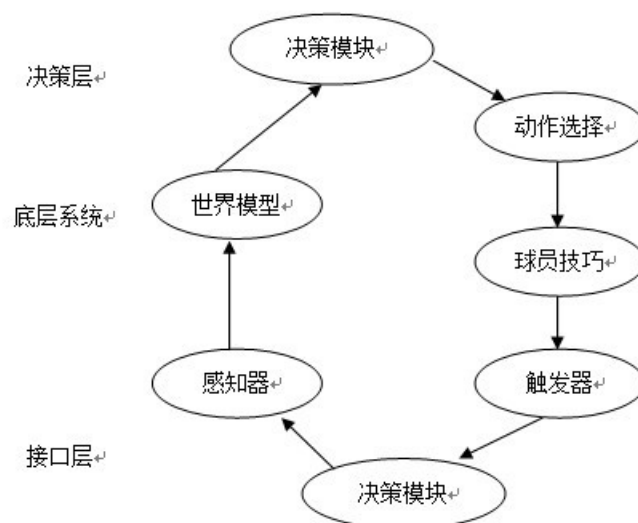 决策模块
决策层
动作选择
世界模型
底层系统
球员技巧
感知器
触发器
接口层
决策模块